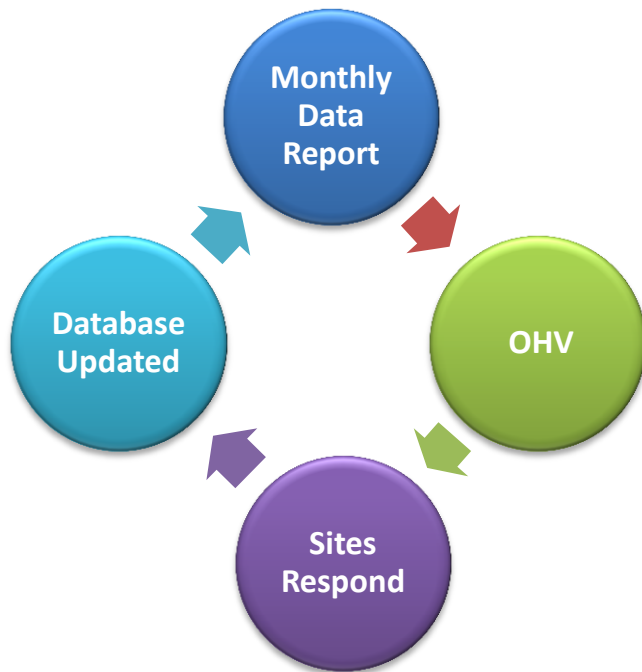 Monthly
Data
Report
OHV
Sites
Respond
Database
Updated